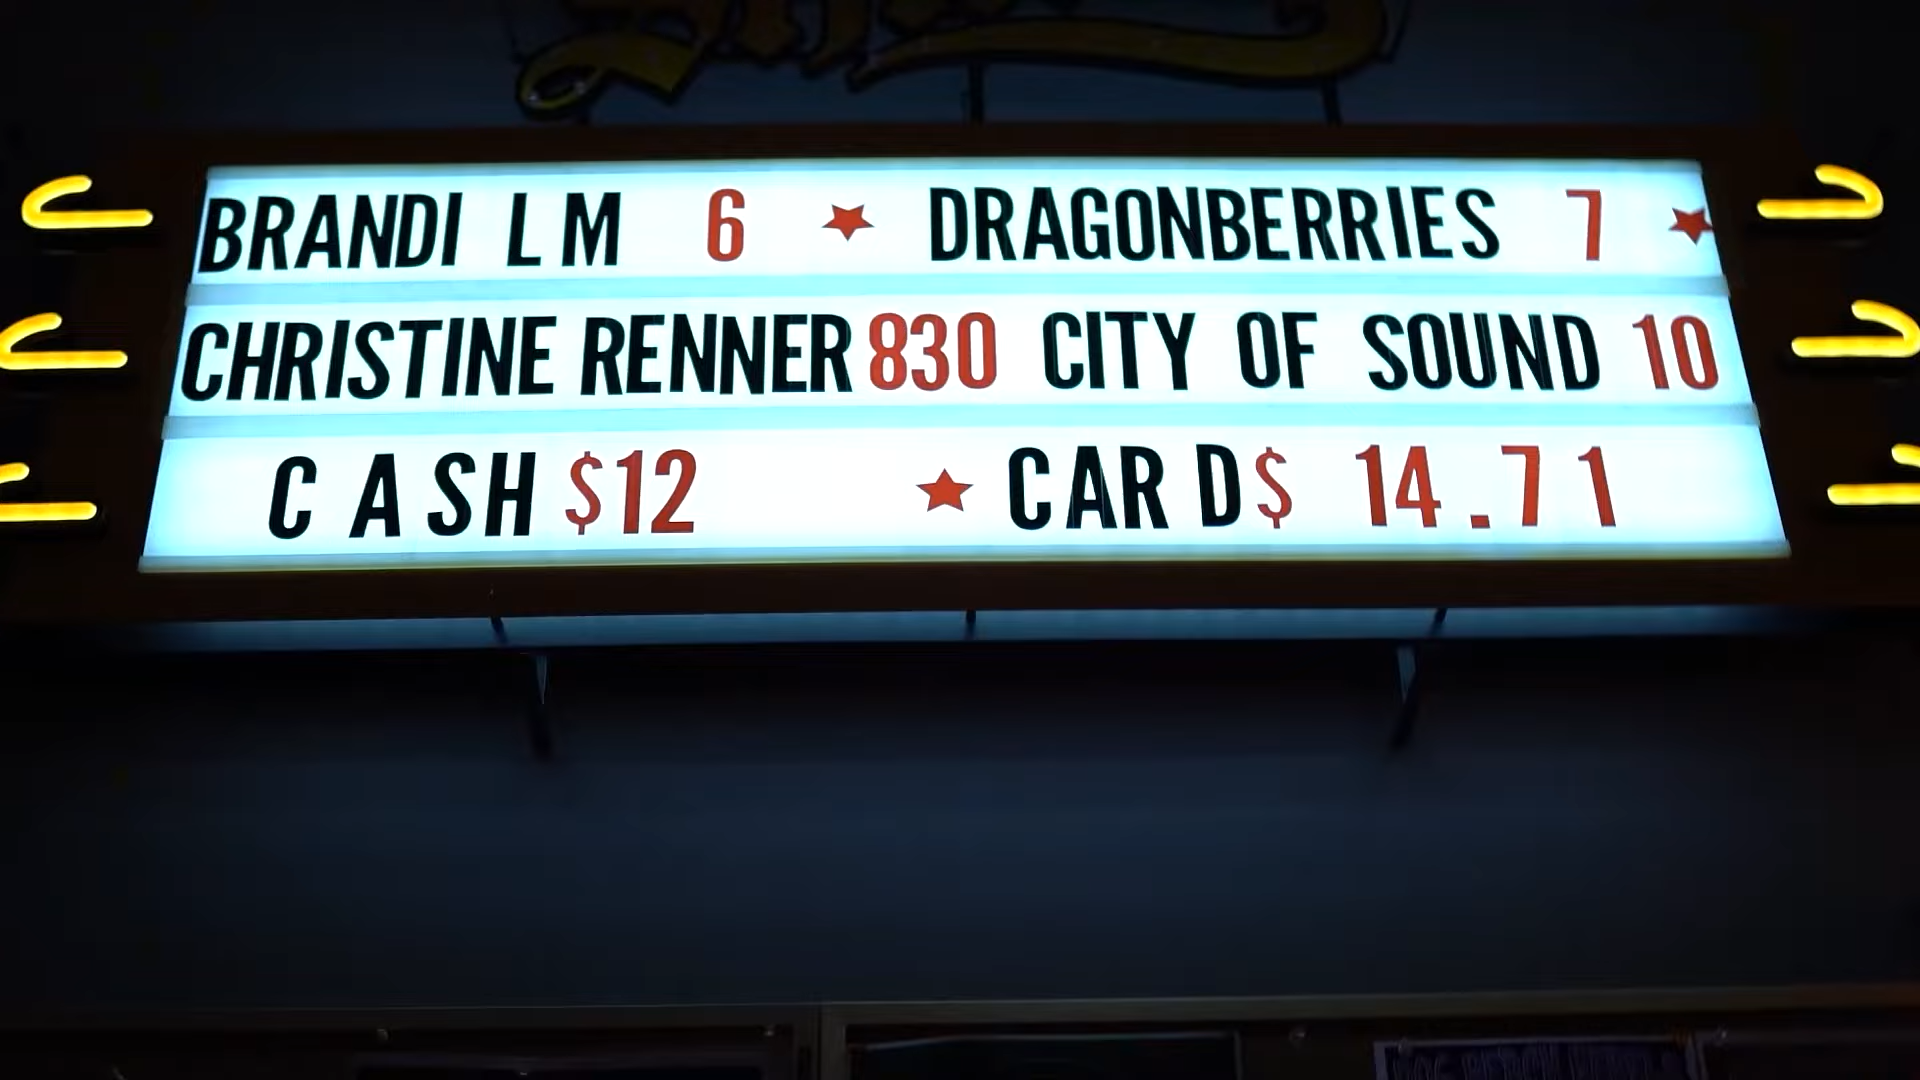 BRANDI LM 6 ★ DRAGONBERRIES 7 ★
CHRISTINE RENNER 830 CITY OF SOUND 10
CASH $12 ★ CARD $ 14.71